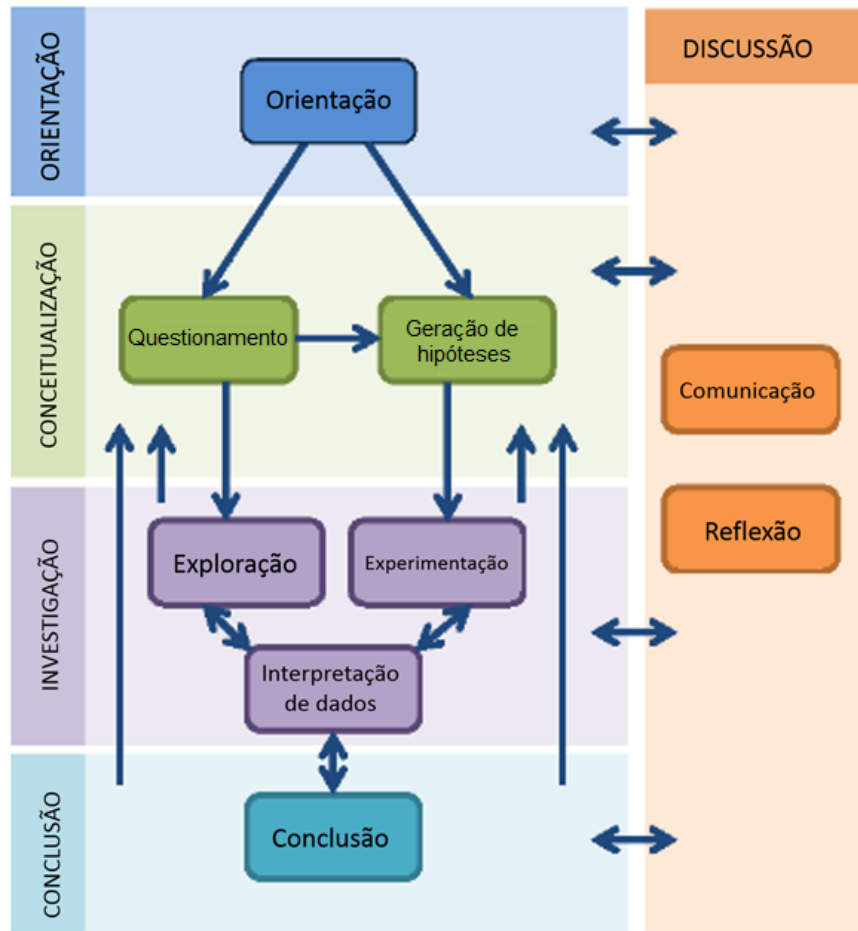 ORIENTAÇÃO
Orientação
CONCEITUALIZAÇÃO
Questionamento
Geração de
hipóteses
INVESTIGAÇÃO
Exploração
Experimentação
Interpretação
de dados
CONCLUSÃO
Conclusão
DISCUSSÃO
Comunicação
Reflexão